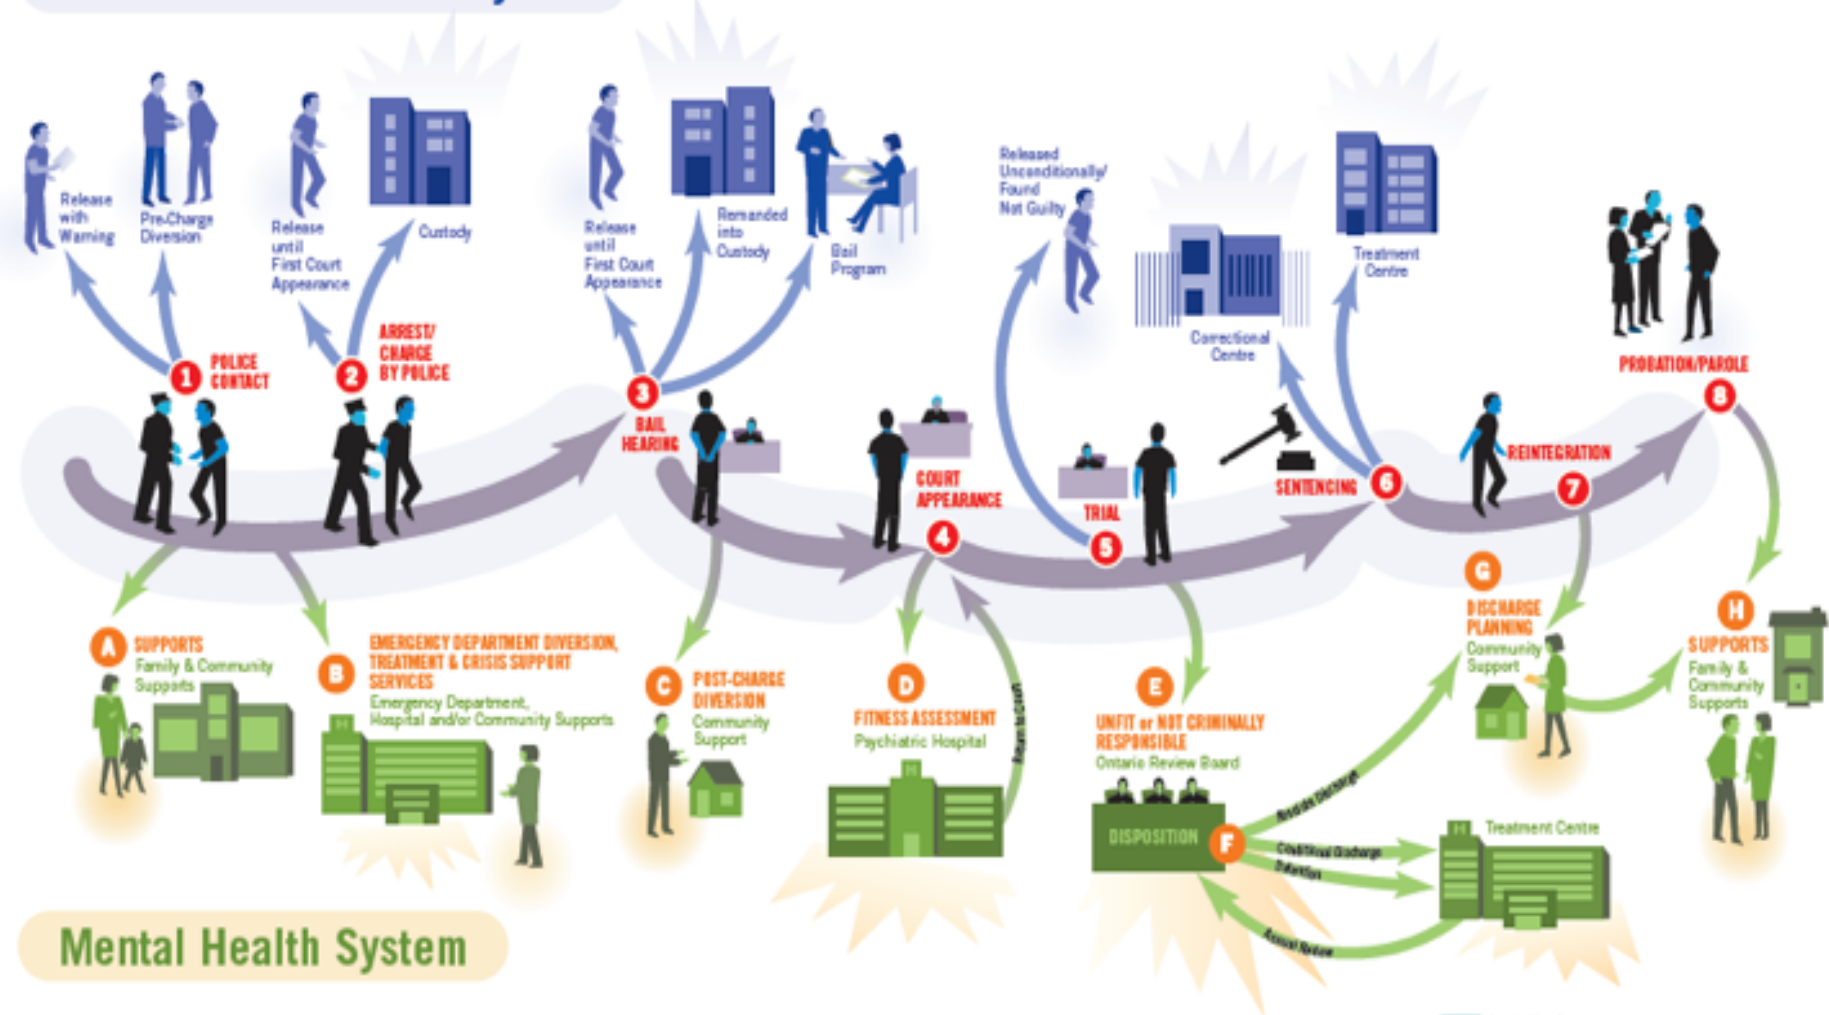 Release
with
Warning
Pre-Charge
Diversion
Release
until
First Court
Appearance
Custody
Release
until
First Court
Appearance
Remanded
into
Custody
Bail
Program
Released
Unconditionally/
Found
Not Guilty
Correctional
Centre
Treatment
Centre
1
POLICE
CONTACT
2
ARREST/
CHARGE
BY POLICE
3
BAIL
HEARING
COURT
APPEARANCE
4
TRIAL
5
SENTENCING
6
REINTEGRATION
7
PROBATION/PAROLE
8
A
SUPPORTS
Family & Community
Supports
B
EMERGENCY DEPARTMENT DIVERSION,
TREATMENT & CRISIS SUPPORT
SERVICES
Emergency Department,
Hospital and/or Community Supports
H
C
POST-CHARGE
DIVERSION
Community
Support
D
FITNESS ASSESSMENT
Psychiatric Hospital
H
Return to Court
E
UNFIT or NOT CRIMINALLY
RESPONSIBLE
Ontario Review Board
DISPOSITION
F
Absolute Discharge
Conditional Discharge
Detention
Annual Review
H
Treatment Centre
G
DISCHARGE
PLANNING
Community
Support
H
SUPPORTS
Family &
Community
Supports
Mental Health System